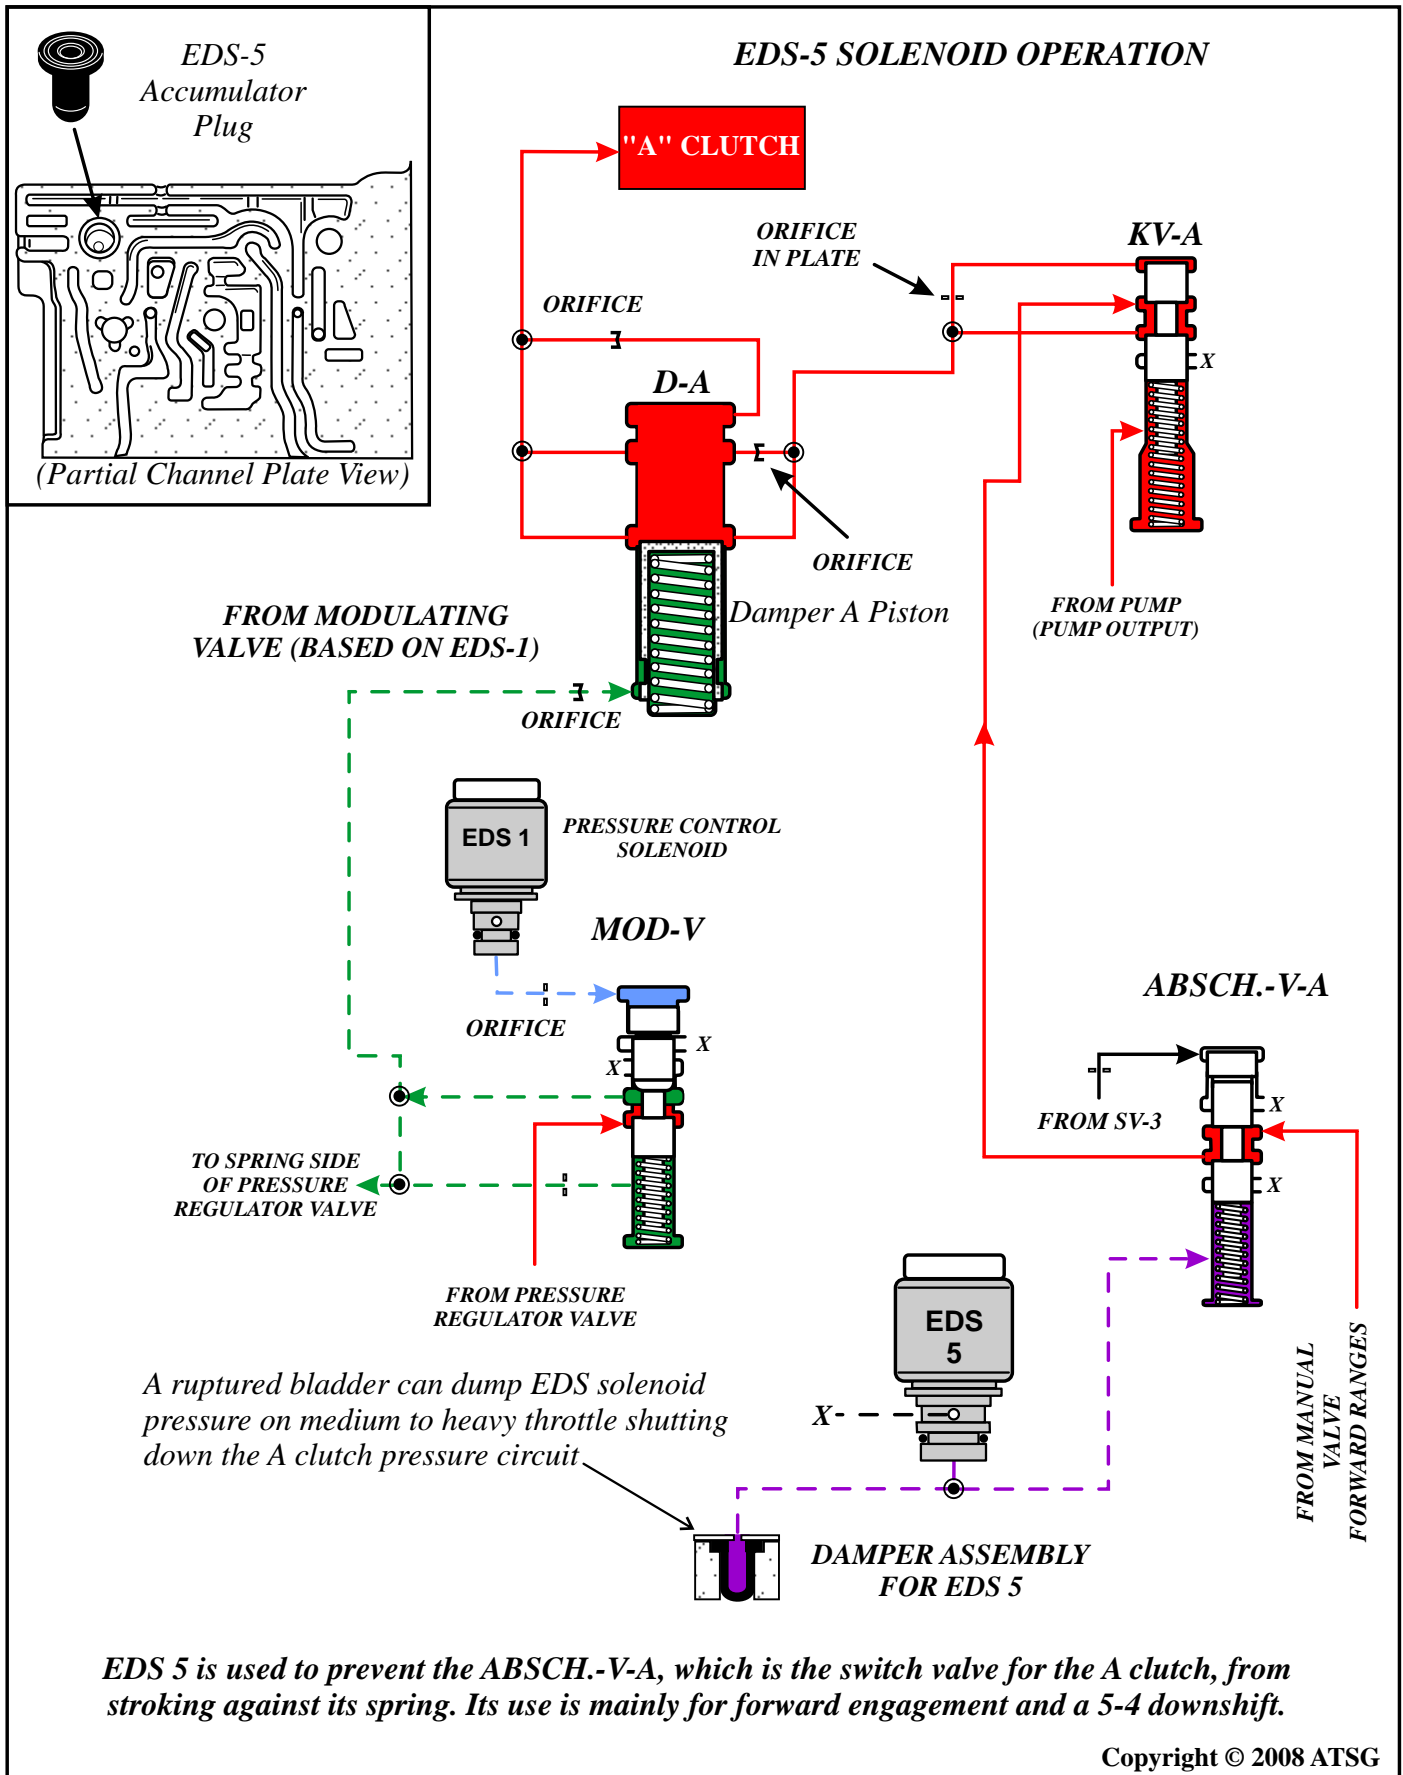 EDS-5
Accumulator
Plug
(Partial Channel Plate View)
EDS-5 SOLENOID OPERATION
"A" CLUTCH
ORIFICE
IN PLATE
KV-A
X
ORIFICE
D-A
ORIFICE
Damper A Piston
FROM PUMP
(PUMP OUTPUT)
FROM MODULATING
VALVE (BASED ON EDS-1)
ORIFICE
EDS 1
PRESSURE CONTROL
SOLENOID
MOD-V
ORIFICE
X
X
ABSCH.-V-A
FROM SV-3
X
X
TO SPRING SIDE
OF PRESSURE
REGULATOR VALVE
FROM PRESSURE
REGULATOR VALVE
EDS
5
X
FROM MANUAL
VALVE
FORWARD RANGES
A ruptured bladder can dump EDS solenoid
pressure on medium to heavy throttle shutting
down the A clutch pressure circuit
DAMPER ASSEMBLY
FOR EDS 5
EDS 5 is used to prevent the ABSCH.-V-A, which is the switch valve for the A clutch, from
stroking against its spring. Its use is mainly for forward engagement and a 5-4 downshift.
Copyright © 2008 ATSG